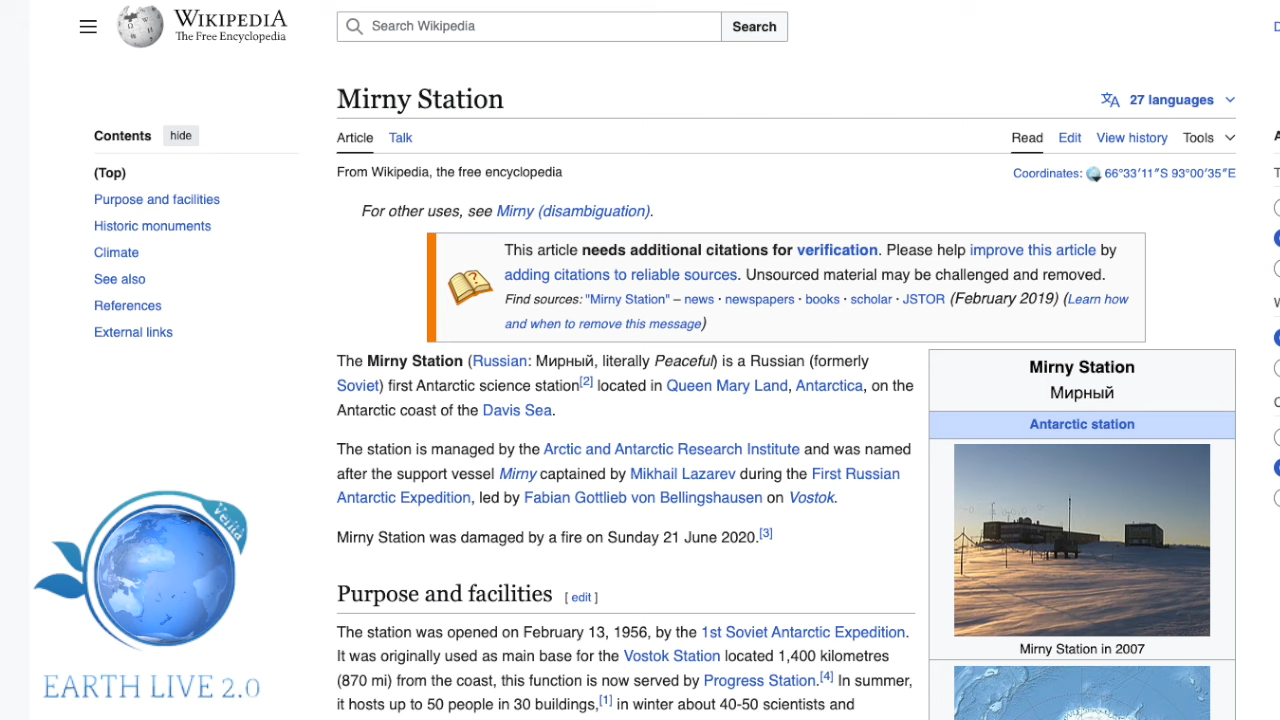 WIKIPEDIA
The Free Encyclopedia
Search Wikipedia
Search
Mirny Station
27 languages
Contents
hide
Article
Talk
Read
Edit
View history
Tools
(Top)
From Wikipedia, the free encyclopedia
Coordinates: 66°33′11″S 93°00′35″E
Purpose and facilities
Historic monuments
Climate
See also
References
External links
For other uses, see Mirny (disambiguation).
This article needs additional citations for verification. Please help improve this article by
adding citations to reliable sources. Unsourced material may be challenged and removed.
Find sources: "Mirny Station" – news · newspapers · books · scholar · JSTOR (February 2019) (Learn how
and when to remove this message)
The Mirny Station (Russian: Мирный, literally Peaceful) is a Russian (formerly
Soviet) first Antarctic science station[2] located in Queen Mary Land, Antarctica, on the
Antarctic coast of the Davis Sea.
The station is managed by the Arctic and Antarctic Research Institute and was named
after the support vessel Mirny captained by Mikhail Lazarev during the First Russian
Antarctic Expedition, led by Fabian Gottlieb von Bellingshausen on Vostok.
Mirny Station was damaged by a fire on Sunday 21 June 2020.[3]
Purpose and facilities [ edit ]
The station was opened on February 13, 1956, by the 1st Soviet Antarctic Expedition.
It was originally used as main base for the Vostok Station located 1,400 kilometres
(870 mi) from the coast, this function is now served by Progress Station.[4] In summer,
it hosts up to 50 people in 30 buildings,[1] in winter about 40-50 scientists and
Mirny Station
Мирный
Antarctic station
Mirny Station in 2007
Verità
EARTH LIVE 2.0